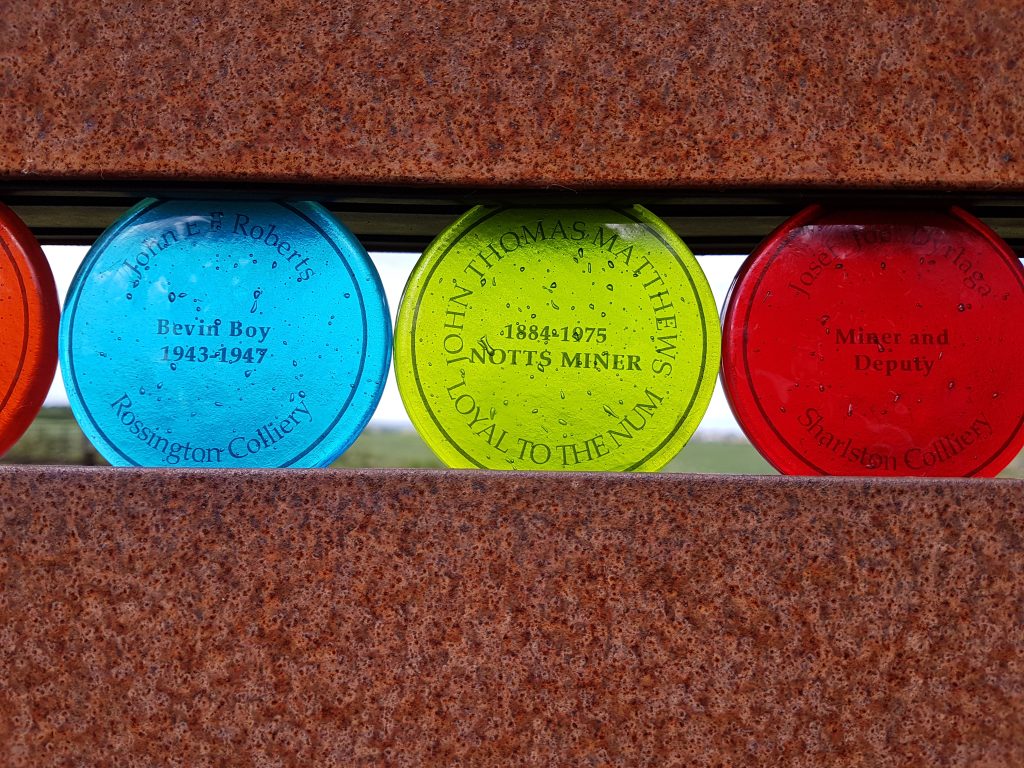 John E Roberts
Bevin Boy
1943-1947
Rossington Colliery
JOHN THOMAS MATTHEWS
1884-1975
NOTTS MINER
LOYAL TO THE NUM
Miner and
Deputy
Sharlston Colliery